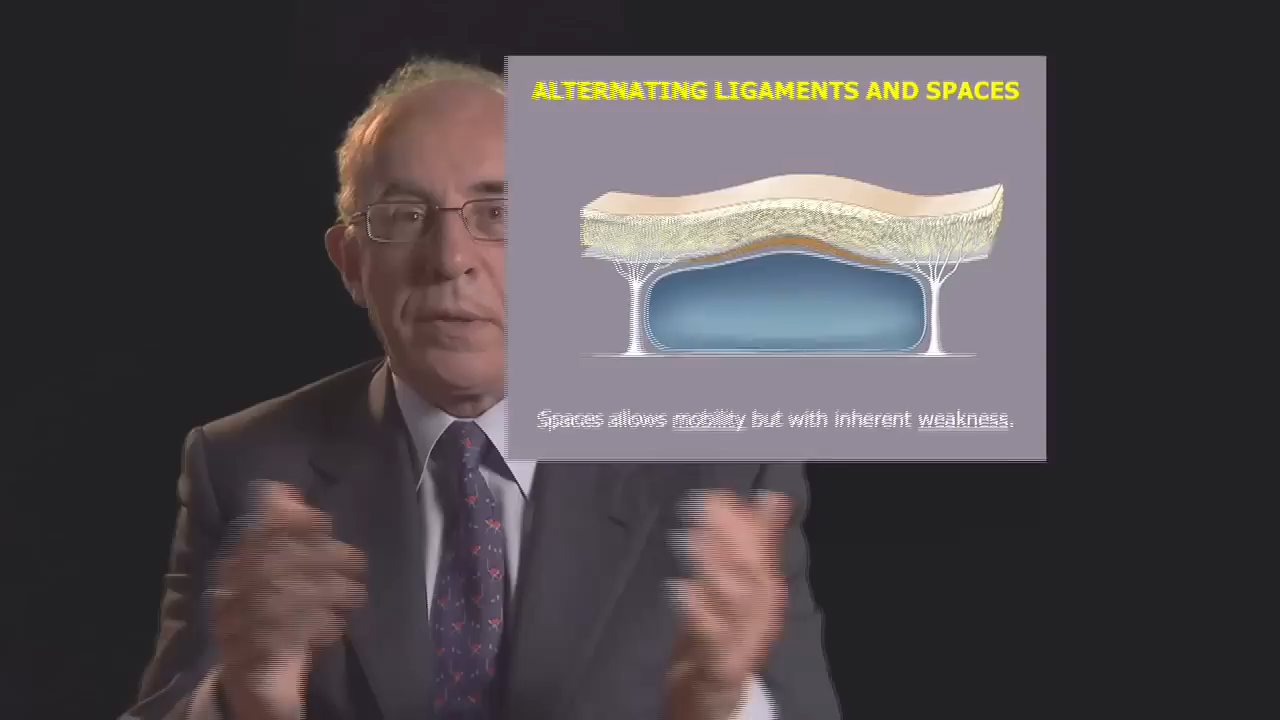 ALTERNATING LIGAMENTS AND SPACES
Spaces allows mobility but with inherent weakness.